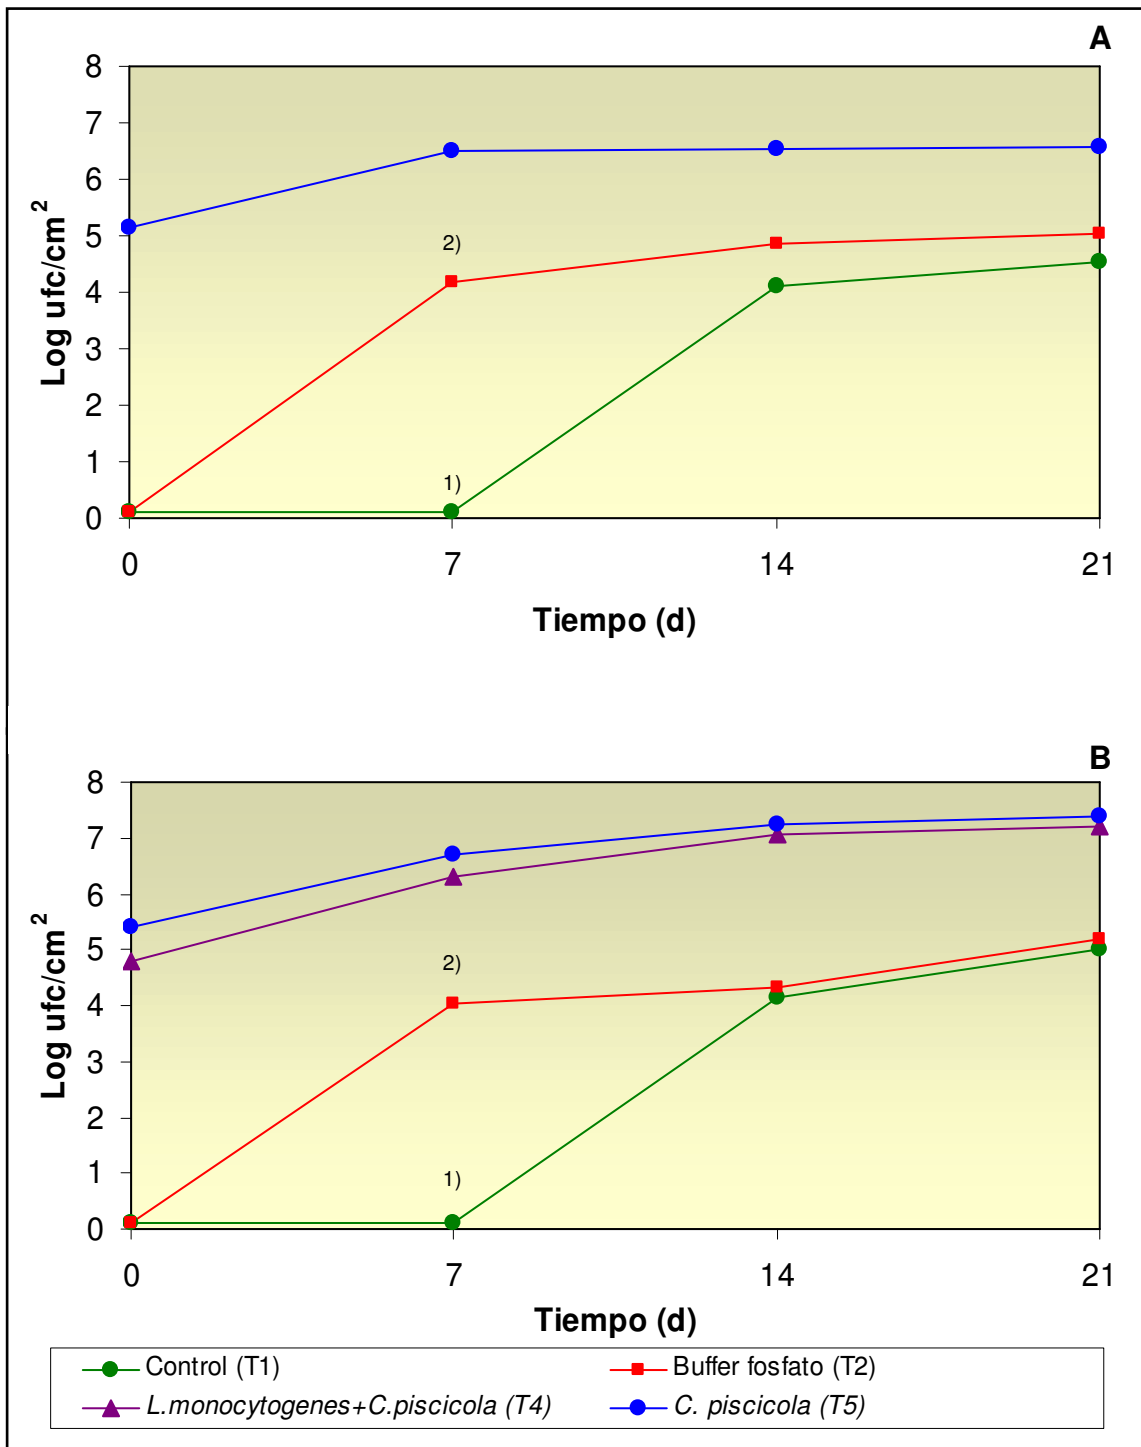 A
8
7
6
5
4
3
2
1
0
Log ufc/cm²
2)
1)
0 7 14 21
Tiempo (d)
B
8
7
6
5
4
3
2
1
0
Log ufc/cm²
2)
1)
0 7 14 21
Tiempo (d)
Control (T1) Buffer fosfato (T2)
L.monocytogenes+C.piscicola (T4) C. piscicola (T5)